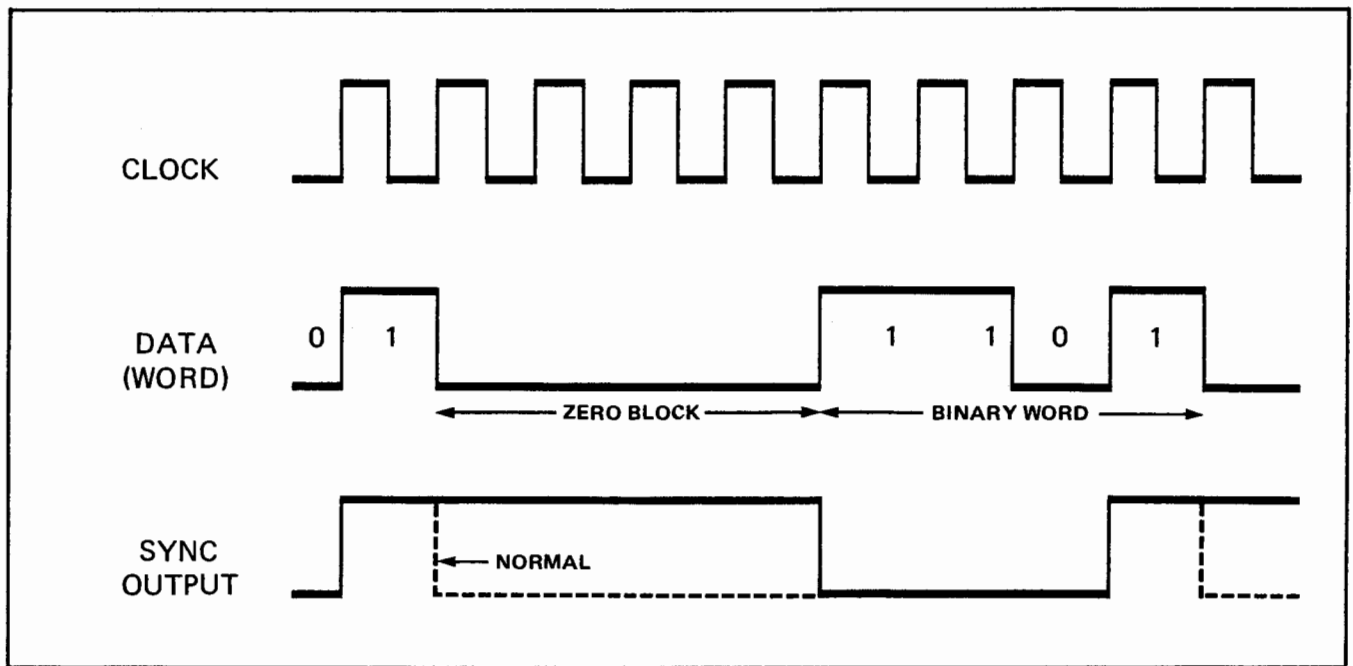 CLOCK
DATA
(WORD)
0 1 1 1 0 1
ZERO BLOCK
BINARY WORD
SYNC
OUTPUT
NORMAL